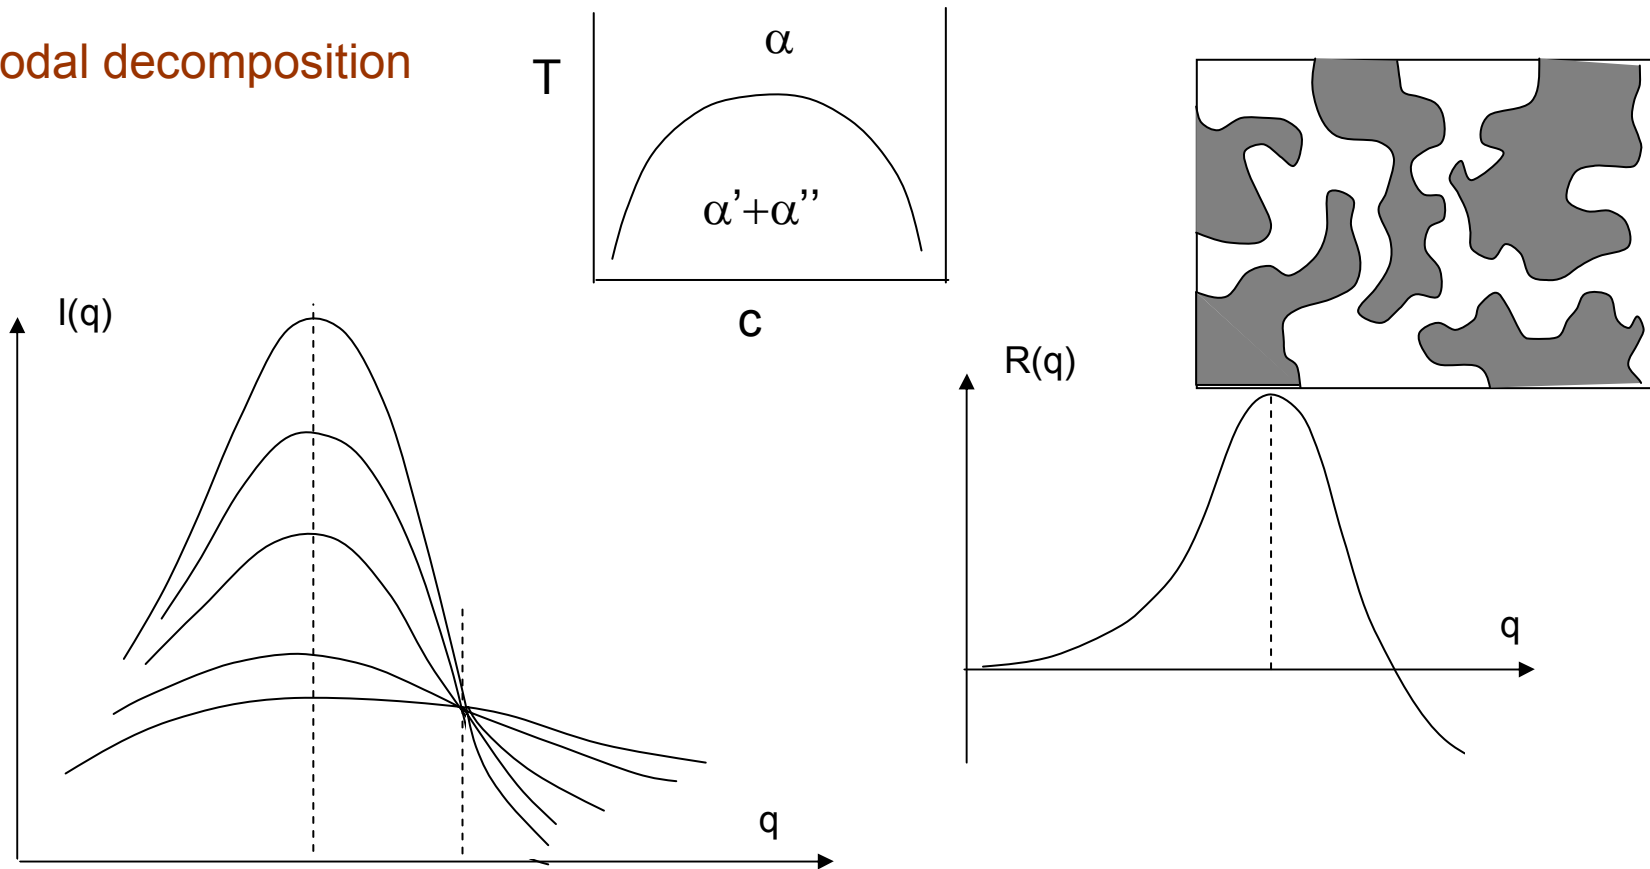 odal decomposition
T
α
α'+α''
c
I(q)
q
R(q)
q